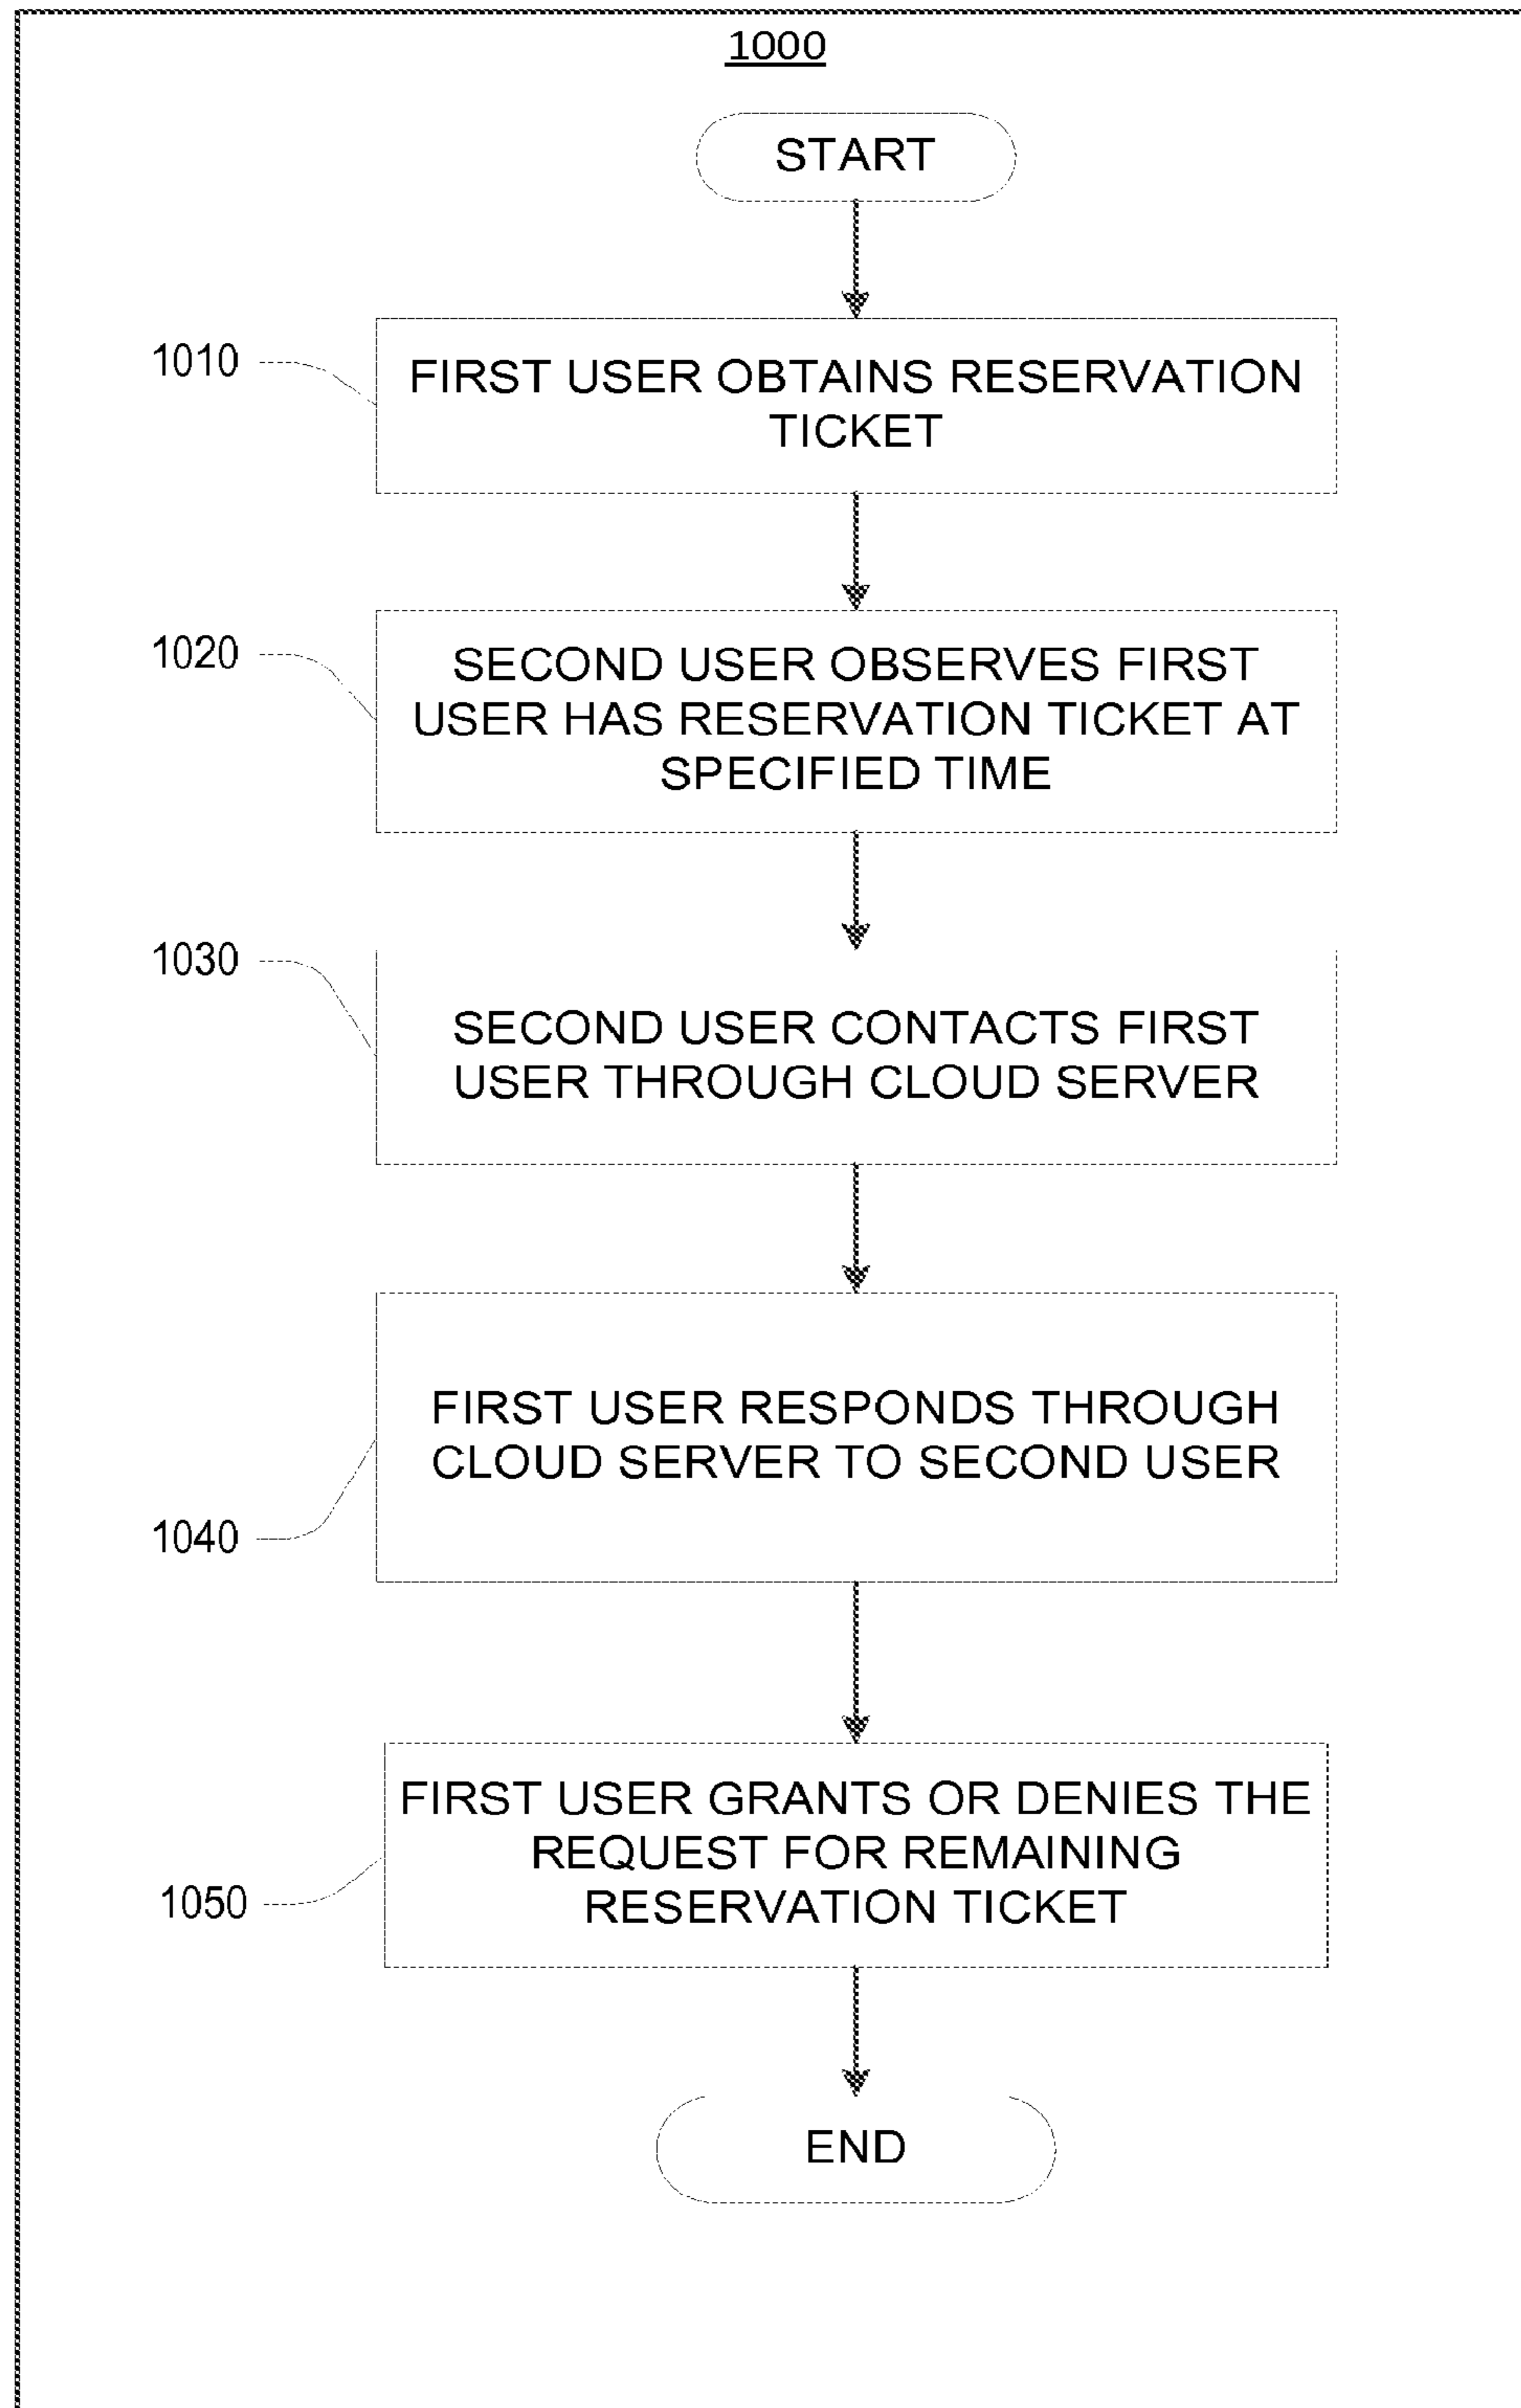 1000
START
1010
FIRST USER OBTAINS RESERVATION
TICKET
1020
SECOND USER OBSERVES FIRST
USER HAS RESERVATION TICKET AT
SPECIFIED TIME
1030
SECOND USER CONTACTS FIRST
USER THROUGH CLOUD SERVER
FIRST USER RESPONDS THROUGH
CLOUD SERVER TO SECOND USER
1040
FIRST USER GRANTS OR DENIES THE
REQUEST FOR REMAINING
RESERVATION TICKET
1050
END